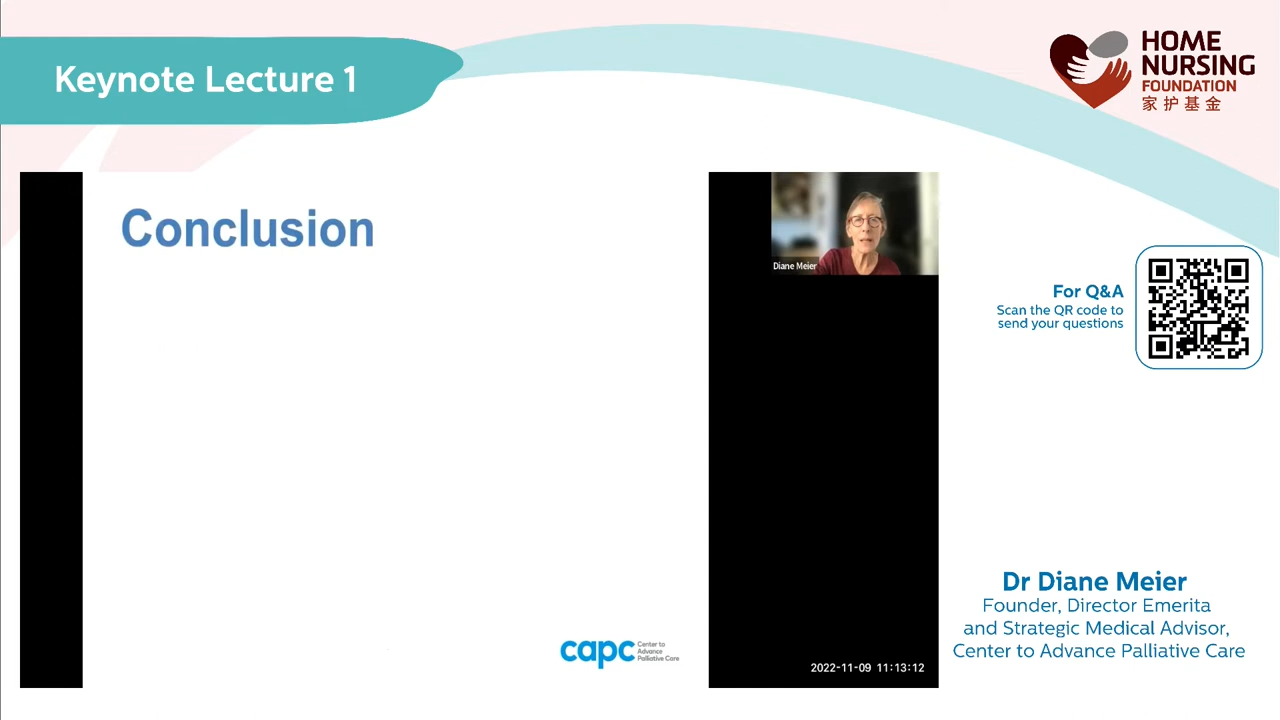 Keynote Lecture 1
HOME
NURSING
FOUNDATION
家护基金
Conclusion
Diane Meier
For Q&A
Scan the QR code to
send your questions
capc
Center to
Advance
Palliative Care
2022-11-09 11:13:12
Dr Diane Meier
Founder, Director Emerita
and Strategic Medical Advisor,
Center to Advance Palliative Care